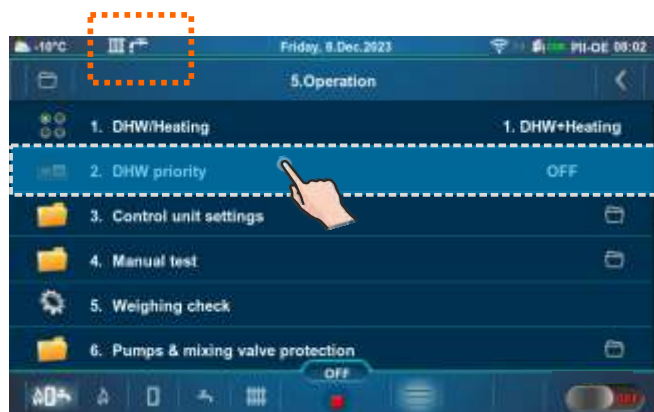 -10°C Friday, 8.Dec.2023 PII-OE 08:02
5.Operation
1. DHW/Heating 1. DHW+Heating
2. DHW priority OFF
3. Control unit settings
4. Manual test
5. Weighing check
6. Pumps & mixing valve protection
OFF
OFF